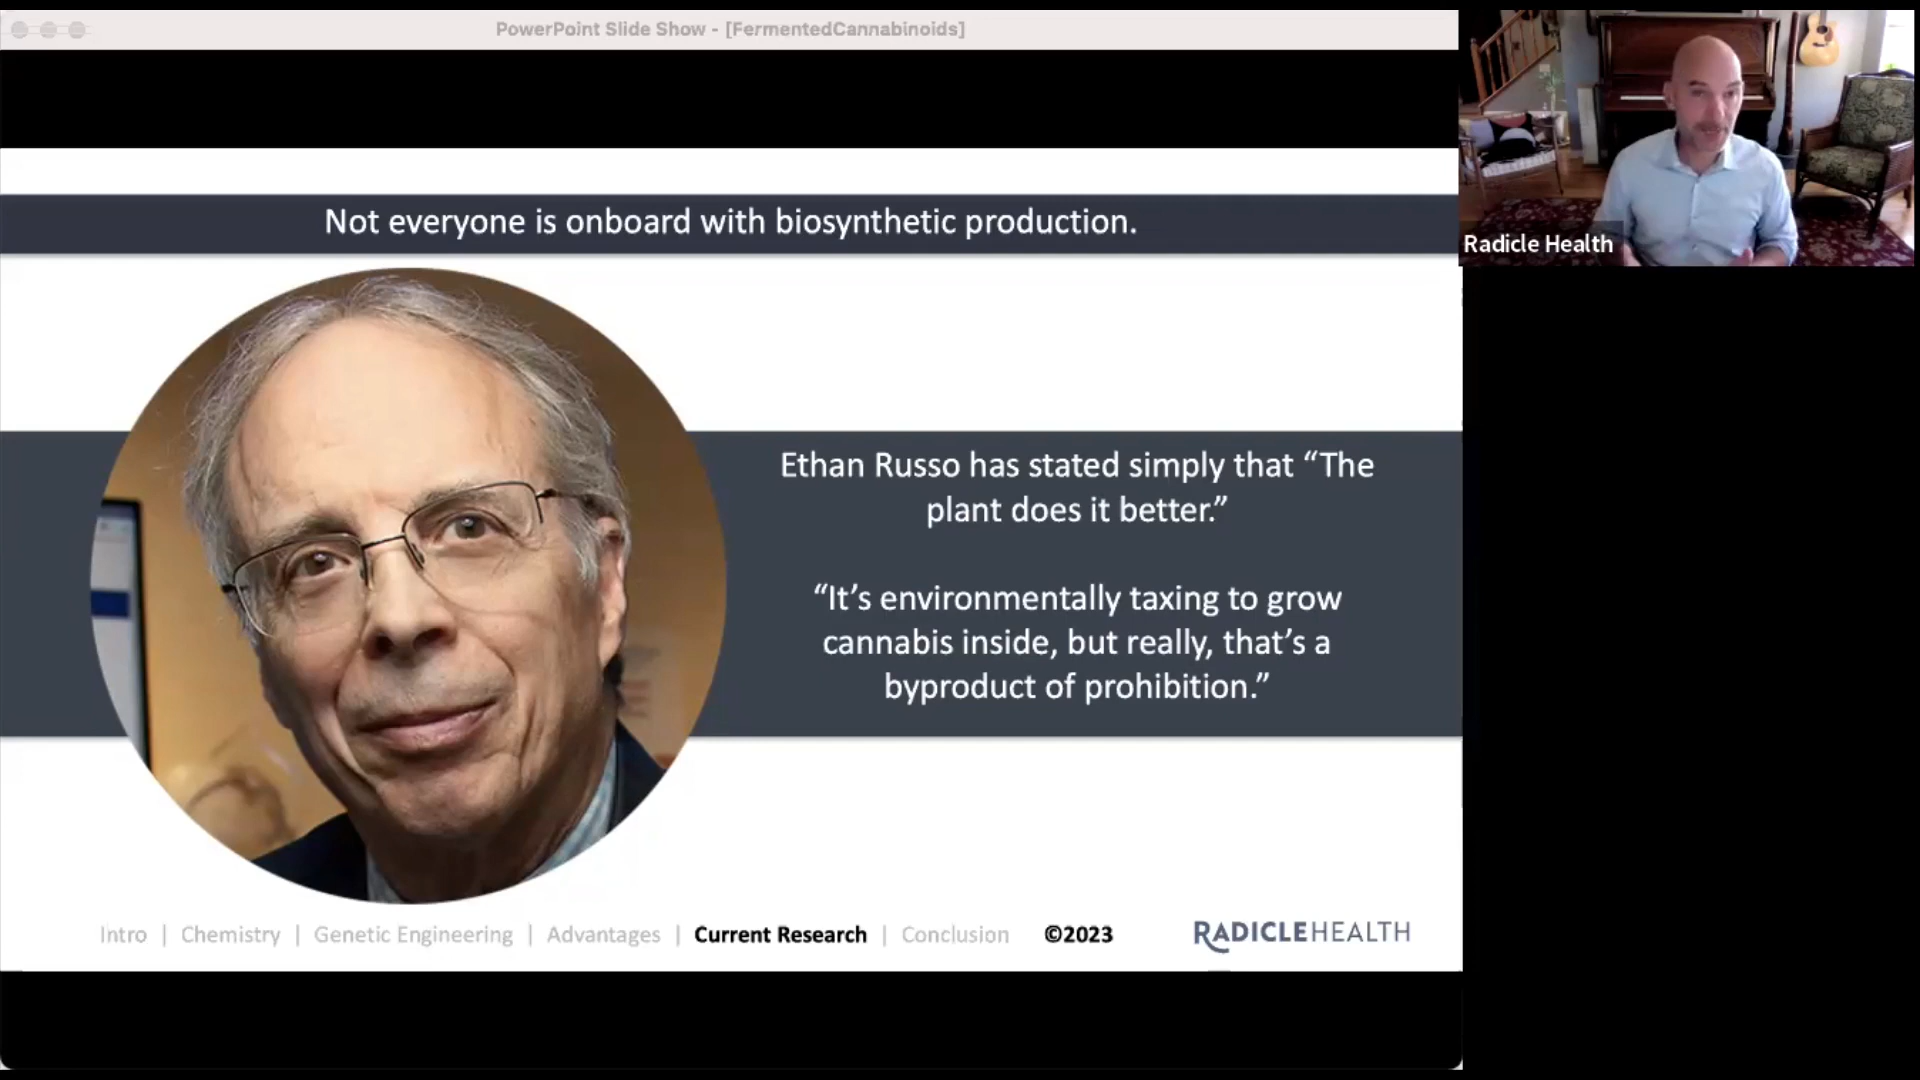 PowerPoint Slide Show - [FermentedCannabinoids]
Radicle Health
Not everyone is onboard with biosynthetic production.
Ethan Russo has stated simply that “The
plant does it better.”
“It’s environmentally taxing to grow
cannabis inside, but really, that’s a
byproduct of prohibition.”
Intro | Chemistry | Genetic Engineering | Advantages | Current Research | Conclusion ©2023 RADICLEHEALTH